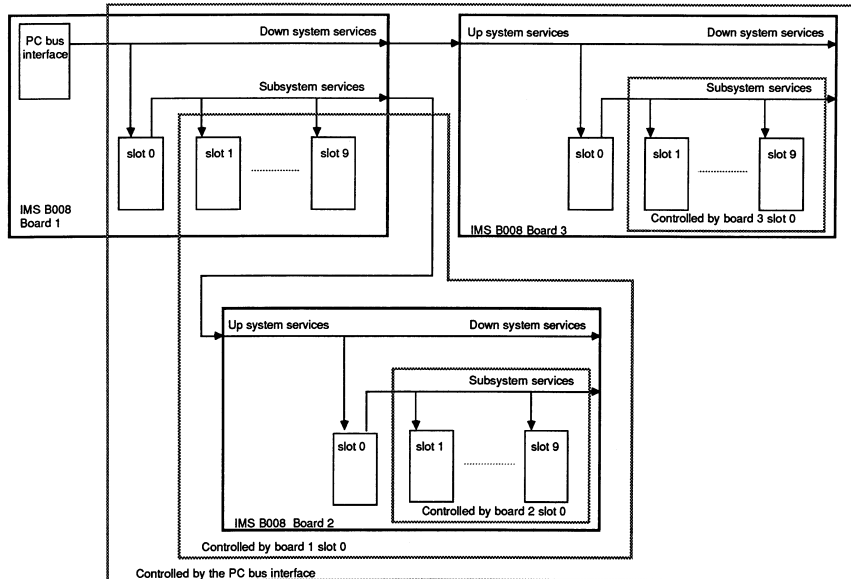 PC bus
interface
Down system services
Subsystem services
slot 0
slot 1
slot 9
IMS B008
Board 1
Up system services
Down system services
Subsystem services
slot 0
slot 1
slot 9
Controlled by board 3 slot 0
IMS B008 Board 3
Up system services
Down system services
Subsystem services
slot 0
slot 1
slot 9
Controlled by board 2 slot 0
IMS B008 Board 2
Controlled by board 1 slot 0
Controlled by the PC bus interface